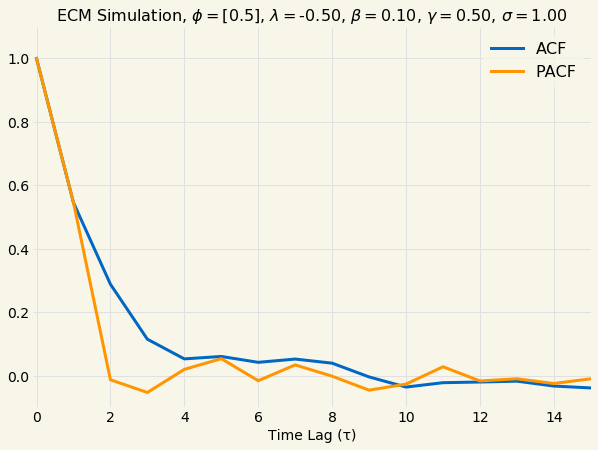 ECM Simulation, ϕ = [0.5], λ = -0.50, β = 0.10, γ = 0.50, σ = 1.00
ACF
PACF
1.0
0.8
0.6
0.4
0.2
0.0
0 2 4 6 8 10 12 14
Time Lag (τ)